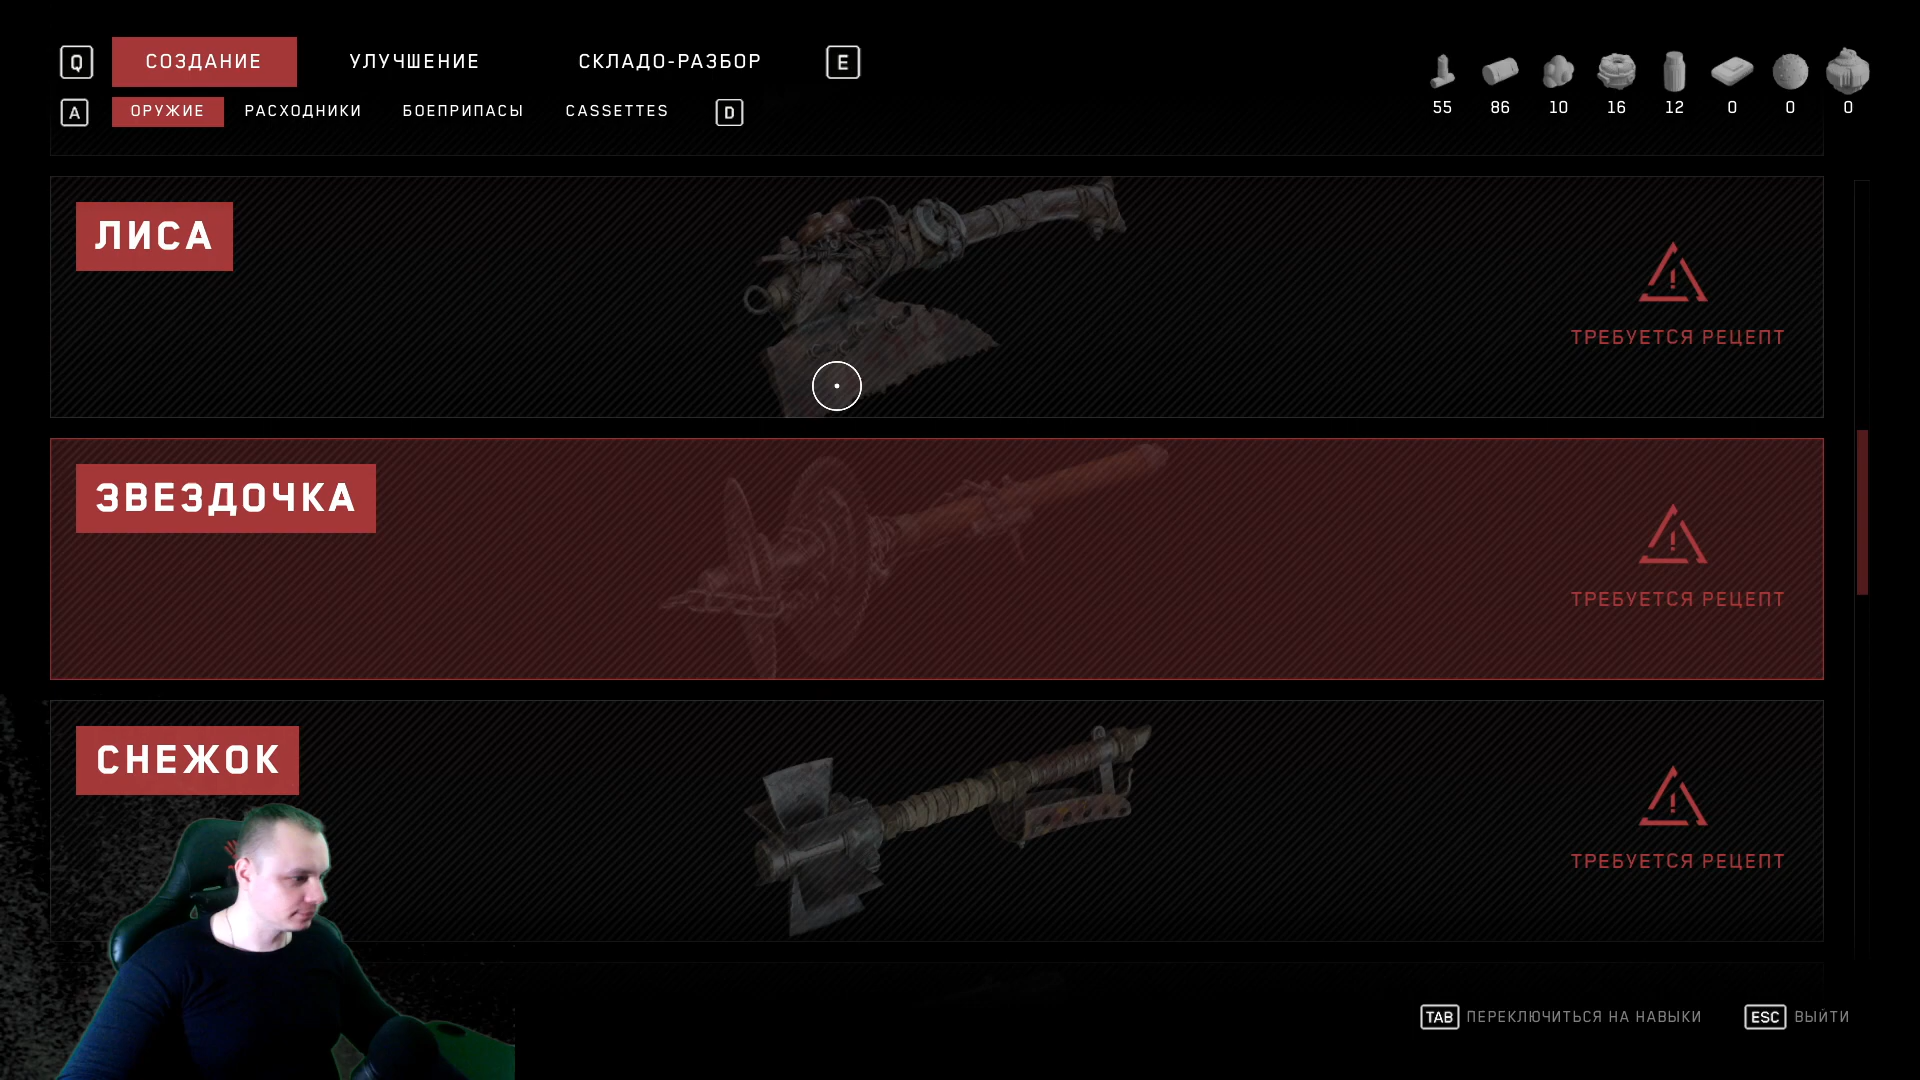 Q СОЗДАНИЕ УЛУЧШЕНИЕ СКЛАДО-РАЗБОР E
A ОРУЖИЕ РАСХОДНИКИ БОЕПРИПАСЫ CASSETTES D
55 86 10 16 12 0 0 0
ЛИСА
ТРЕБУЕТСЯ РЕЦЕПТ
ЗВЕЗДОЧКА
ТРЕБУЕТСЯ РЕЦЕПТ
СНЕЖОК
ТРЕБУЕТСЯ РЕЦЕПТ
TAB ПЕРЕКЛЮЧИТЬСЯ НА НАВЫКИ ESC ВЫЙТИ